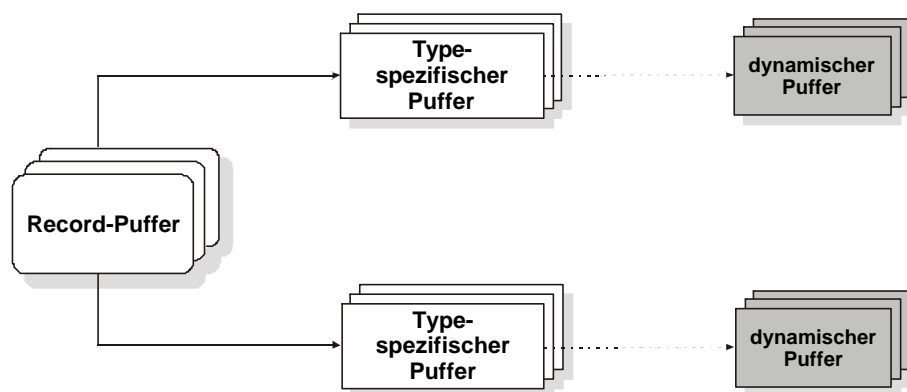 Type-
spezifischer
Puffer
dynamischer
Puffer
Record-Puffer
Type-
spezifischer
Puffer
dynamischer
Puffer